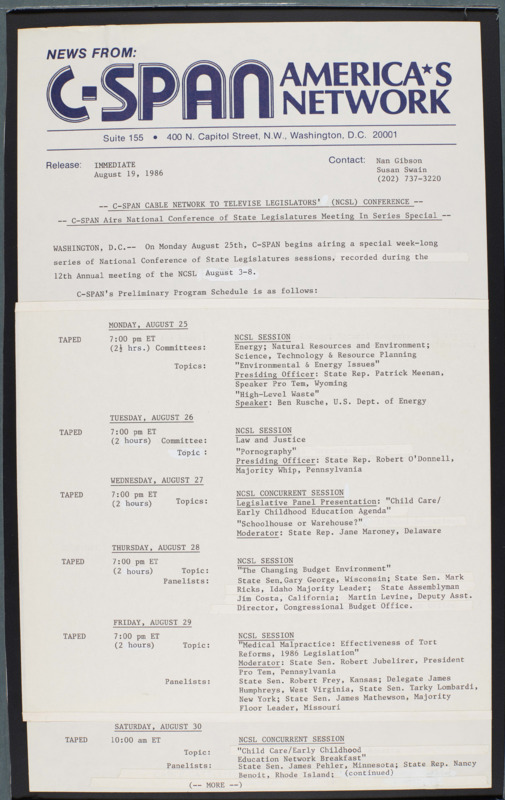 NEWS FROM:
C-SPAN AMERICA★S NETWORK
Suite 155 • 400 N. Capitol Street, N.W., Washington, D.C. 20001
Release: IMMEDIATE
August 19, 1986
Contact: Nan Gibson
Susan Swain
(202) 737-3220
-- C-SPAN CABLE NETWORK TO TELEVISE LEGISLATORS' (NCSL) CONFERENCE --
-- C-SPAN Airs National Conference of State Legislatures Meeting In Series Special --
WASHINGTON, D.C.-- On Monday August 25th, C-SPAN begins airing a special week-long
series of National Conference of State Legislatures sessions, recorded during the
12th Annual meeting of the NCSL August 3-8.
C-SPAN's Preliminary Program Schedule is as follows:
MONDAY, AUGUST 25
TAPED 7:00 pm ET NCSL SESSION
(2½ hrs.) Committees: Energy; Natural Resources and Environment;
Science, Technology & Resource Planning
Topics: "Environmental & Energy Issues"
Presiding Officer: State Rep. Patrick Meenan,
Speaker Pro Tem, Wyoming
"High-Level Waste"
Speaker: Ben Rusche, U.S. Dept. of Energy
TUESDAY, AUGUST 26
TAPED 7:00 pm ET NCSL SESSION
(2 hours) Committee: Law and Justice
Topic: "Pornography"
Presiding Officer: State Rep. Robert O'Donnell,
Majority Whip, Pennsylvania
WEDNESDAY, AUGUST 27
TAPED 7:00 pm ET NCSL CONCURRENT SESSION
(2 hours) Topics: Legislative Panel Presentation: "Child Care/
Early Childhood Education Agenda"
"Schoolhouse or Warehouse?"
Moderator: State Rep. Jane Maroney, Delaware
THURSDAY, AUGUST 28
TAPED 7:00 pm ET NCSL SESSION
(2 hours) Topic: "The Changing Budget Environment"
Panelists: State Sen.Gary George, Wisconsin; State Sen. Mark
Ricks, Idaho Majority Leader; State Assemblyman
Jim Costa, California; Martin Levine, Deputy Asst.
Director, Congressional Budget Office.
FRIDAY, AUGUST 29
TAPED 7:00 pm ET NCSL SESSION
(2 hours) Topic: "Medical Malpractice: Effectiveness of Tort
Reforms, 1986 Legislation"
Moderator: State Sen. Robert Jubelirer, President
Pro Tem, Pennsylvania
Panelists: State Sen. Robert Frey, Kansas; Delegate James
Humphreys, West Virginia, State Sen. Tarky Lombardi,
New York; State Sen. James Mathewson, Majority
Floor Leader, Missouri
SATURDAY, AUGUST 30
TAPED 10:00 am ET NCSL CONCURRENT SESSION
Topic: "Child Care/Early Childhood
Education Network Breakfast"
Panelists: State Sen. James Pehler, Minnesota; State Rep. Nancy
Benoit, Rhode Island; (continued)
(-- MORE --)